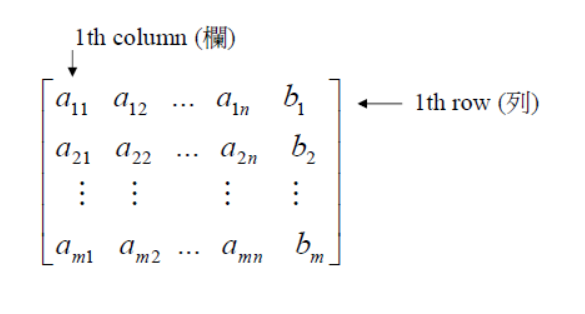 1th column (欄)
a11 a12 ... a1n b1 1th row (列)
a21 a22 ... a2n b2
⋮ ⋮ ⋮ ⋮
am1 am2 ... amn bm